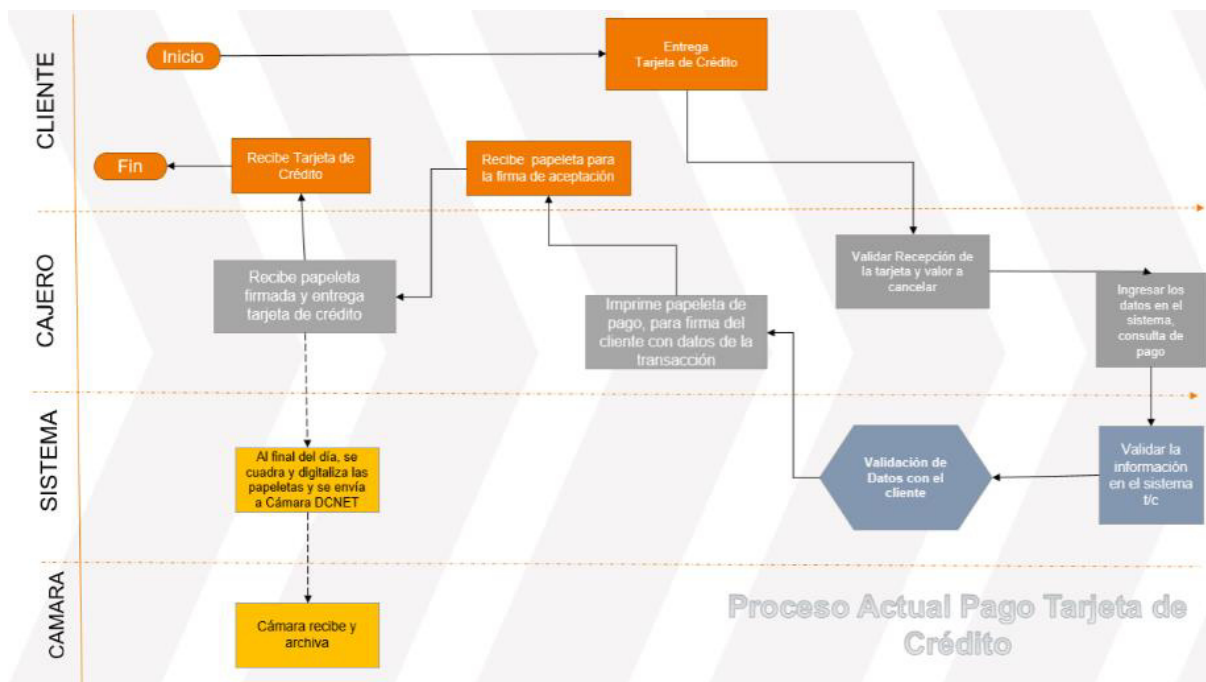 CLIENTE
Inicio
Entrega
Tarjeta de Crédito
Fin
Recibe Tarjeta de
Crédito
Recibe papeleta para
la firma de aceptación
CAJERO
Recibe papeleta
firmada y entrega
tarjeta de crédito
Imprime papeleta de
pago, para firma del
cliente con datos de la
transacción
Validar Recepción de
la tarjeta y valor a
cancelar
Ingresar los
datos en el
sistema,
consulta de
pago
SISTEMA
Al final del día, se
cuadra y digitaliza las
papeletas y se envía
a Cámara DCNET
Validación de
Datos con el
cliente
Validar la
información
en el sistema
t/c
CAMARA
Cámara recibe y
archiva
Proceso Actual Pago Tarjeta de
Crédito